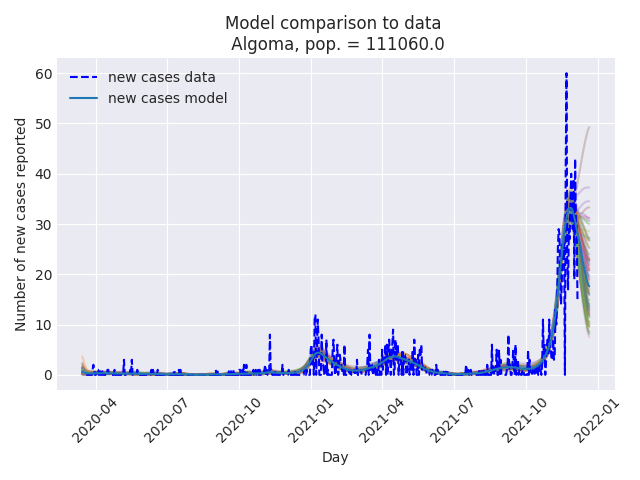 Model comparison to data
Algoma, pop. = 111060.0
new cases data
new cases model
Number of new cases reported
60
50
40
30
20
10
0
2020-04
2020-07
2020-10
2021-01
2021-04
2021-07
2021-10
2022-01
Day